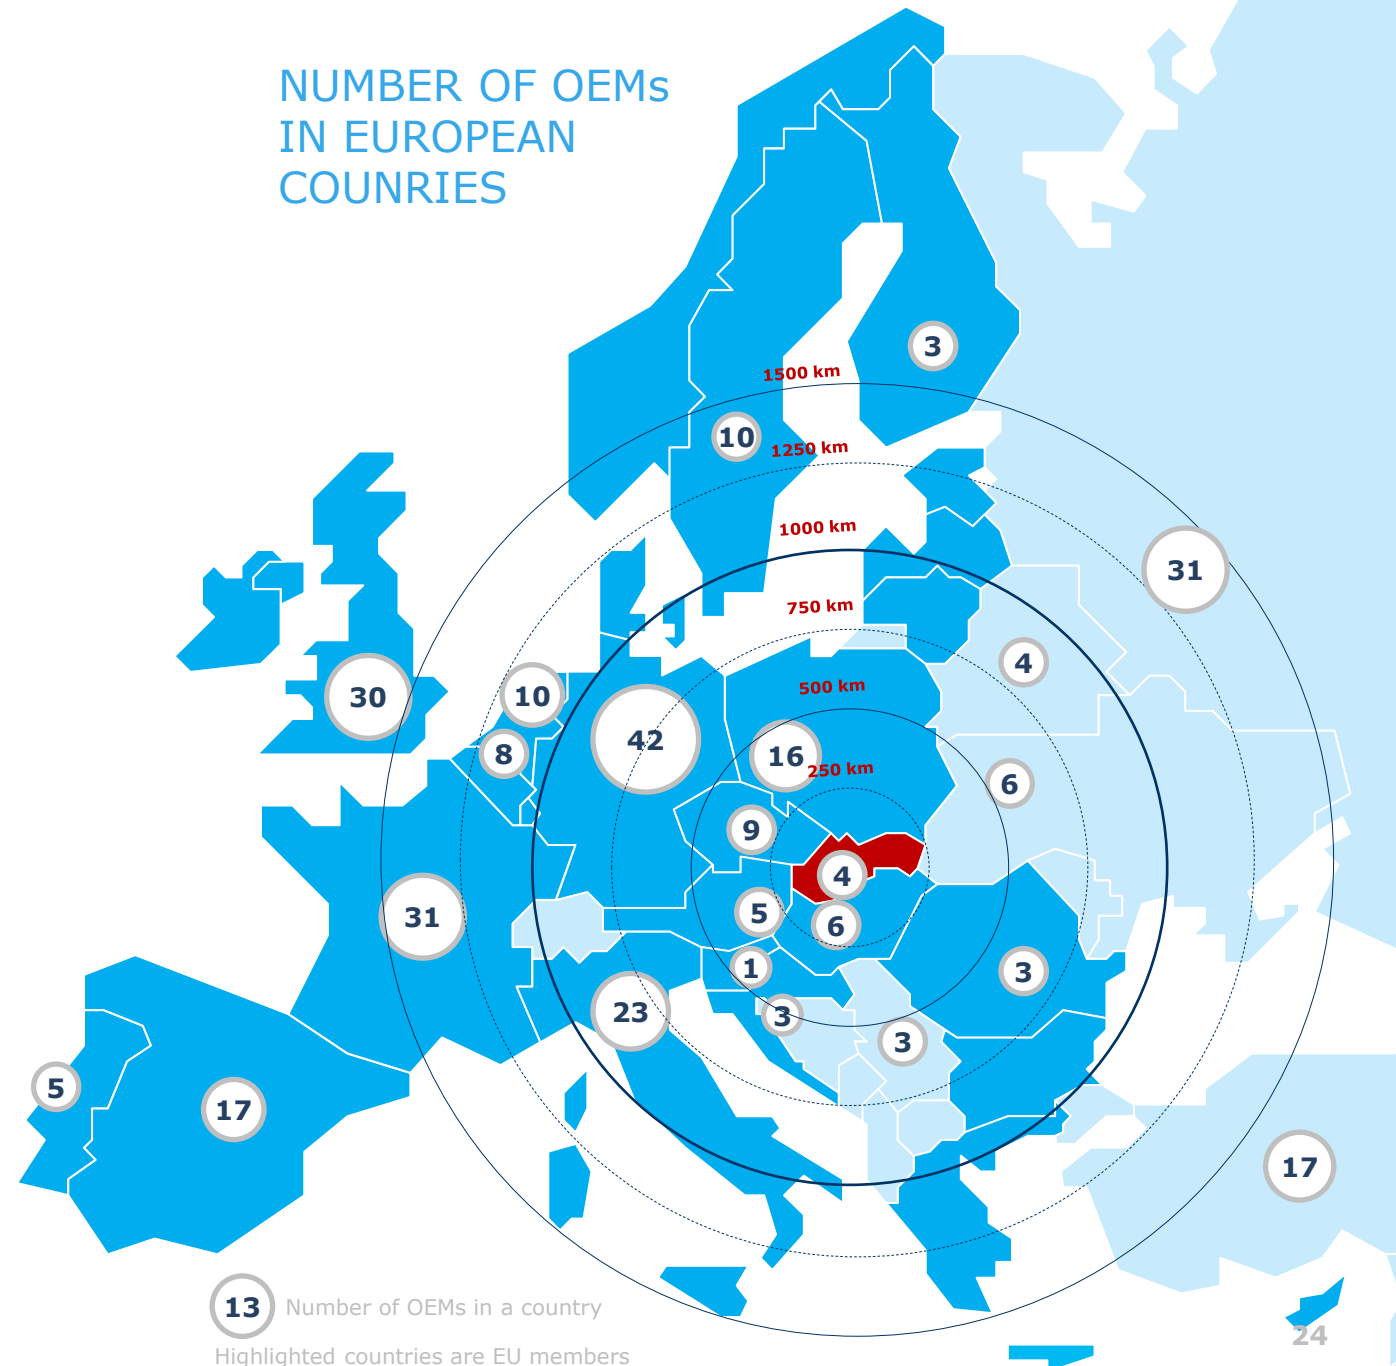 NUMBER OF OEMs
IN EUROPEAN
COUNRIES
3
1500 km
10
1250 km
1000 km
31
750 km
4
500 km
30
10
42
8
16
250 km
6
9
4
31
5
6
1
3
23
3
3
5
17
17
13 Number of OEMs in a country
24
Highlighted countries are EU members